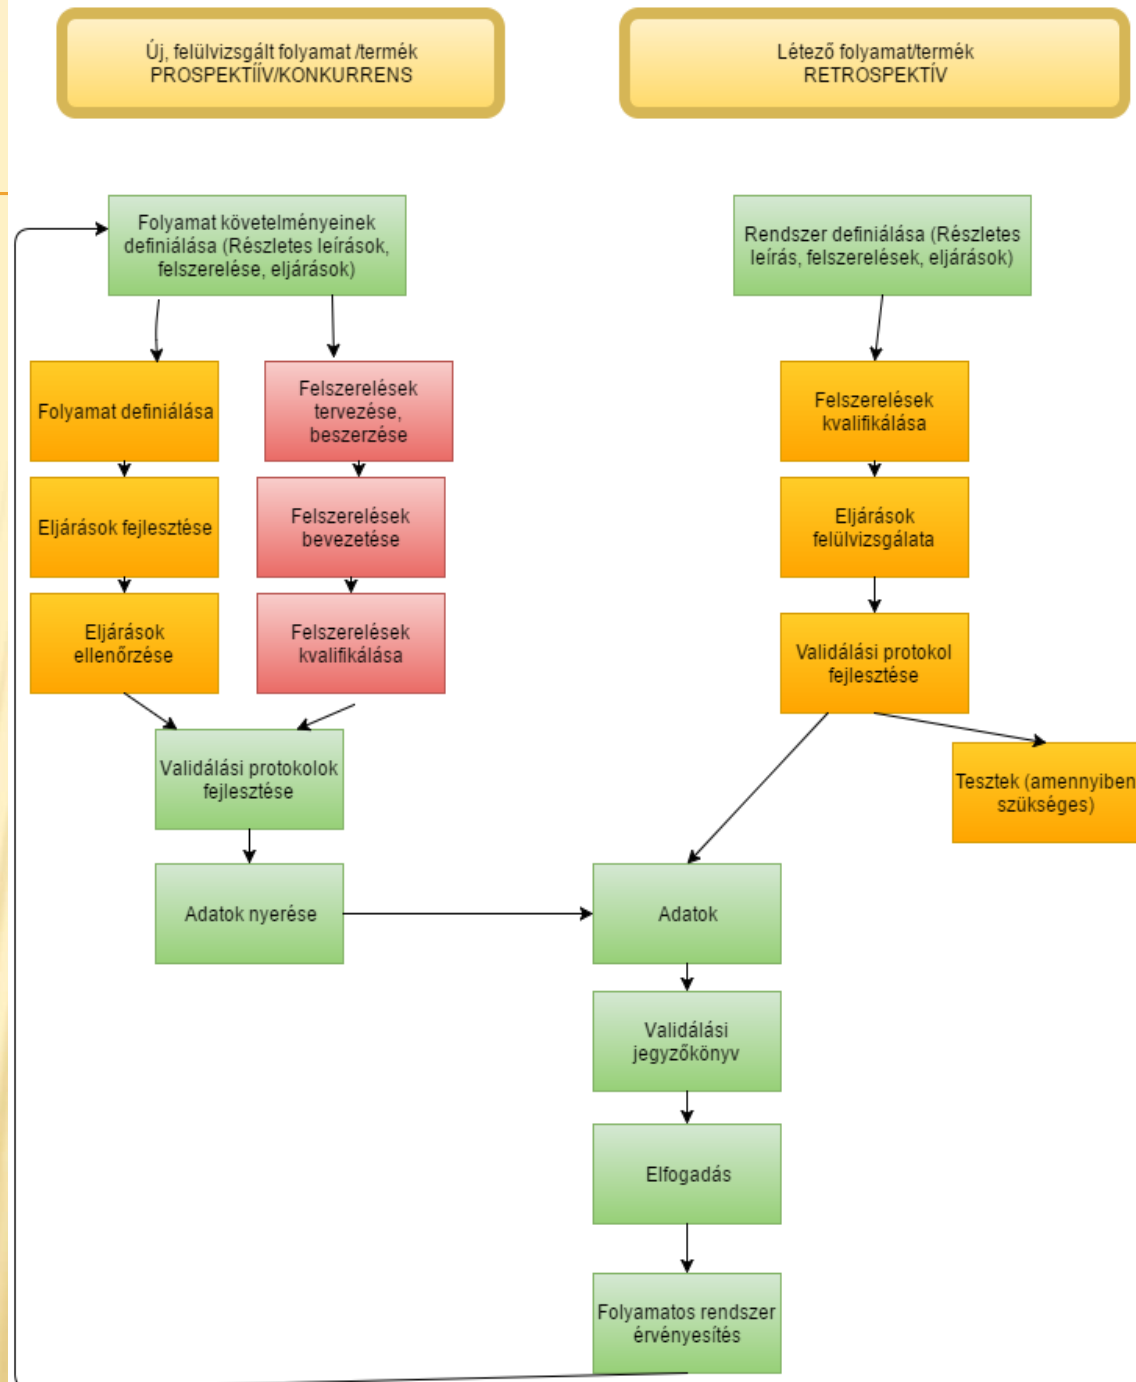 Új, felülvizsgált folyamat /termék
PROSPEKTÍÍV/KONKURRENS
Létező folyamat/termék
RETROSPEKTÍV
Folyamat követelményeinek
definiálása (Részletes leírások,
felszerelése, eljárások)
Rendszer definiálása (Részletes
leírás, felszerelések, eljárások)
Folyamat definiálása
Felszerelések
tervezése,
beszerzése
Felszerelések
kvalifikálása
Eljárások fejlesztése
Felszerelések
bevezetése
Eljárások
felülvizsgálata
Eljárások
ellenőrzése
Felszerelések
kvalifikálása
Validálási protokol
fejlesztése
Validálási protokolok
fejlesztése
Tesztek (amennyiben
szükséges)
Adatok nyerése
Adatok
Validálási
jegyzőkönyv
Elfogadás
Folyamatos rendszer
érvényesítés